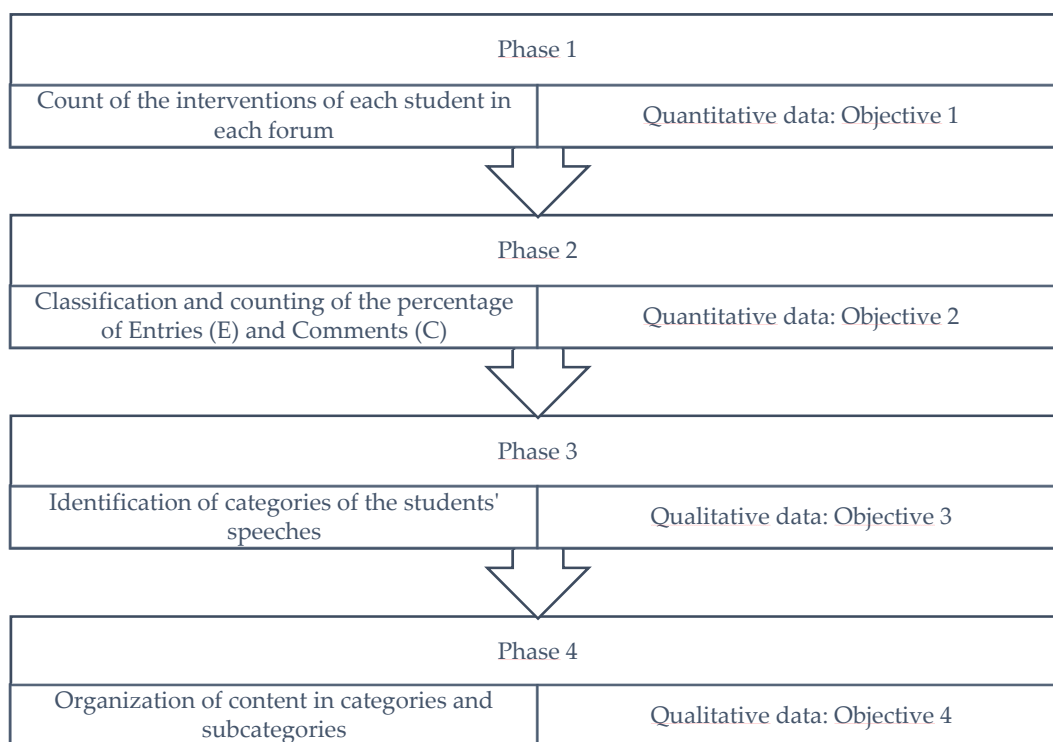 Phase 1
Count of the interventions of each student in
each forum
Quantitative data: Objective 1
Phase 2
Classification and counting of the percentage
of Entries (E) and Comments (C)
Quantitative data: Objective 2
Phase 3
Identification of categories of the students'
speeches
Qualitative data: Objective 3
Phase 4
Organization of content in categories and
subcategories
Qualitative data: Objective 4